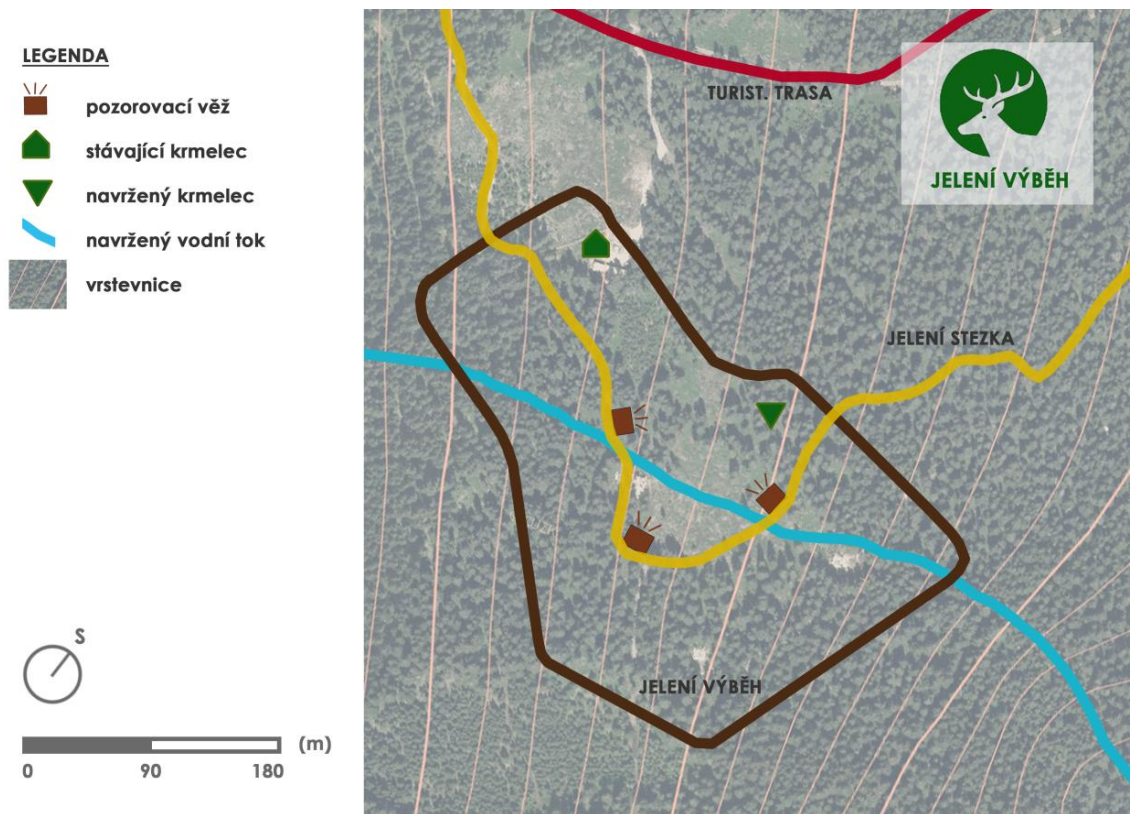 LEGENDA
pozorovací věž
stávající krmelec
navržený krmelec
navržený vodní tok
vrstevnice
S
(m)
0 90 180
TURIST. TRASA
JELENÍ VÝBĚH
JELENÍ STEZKA
JELENÍ VÝBĚH